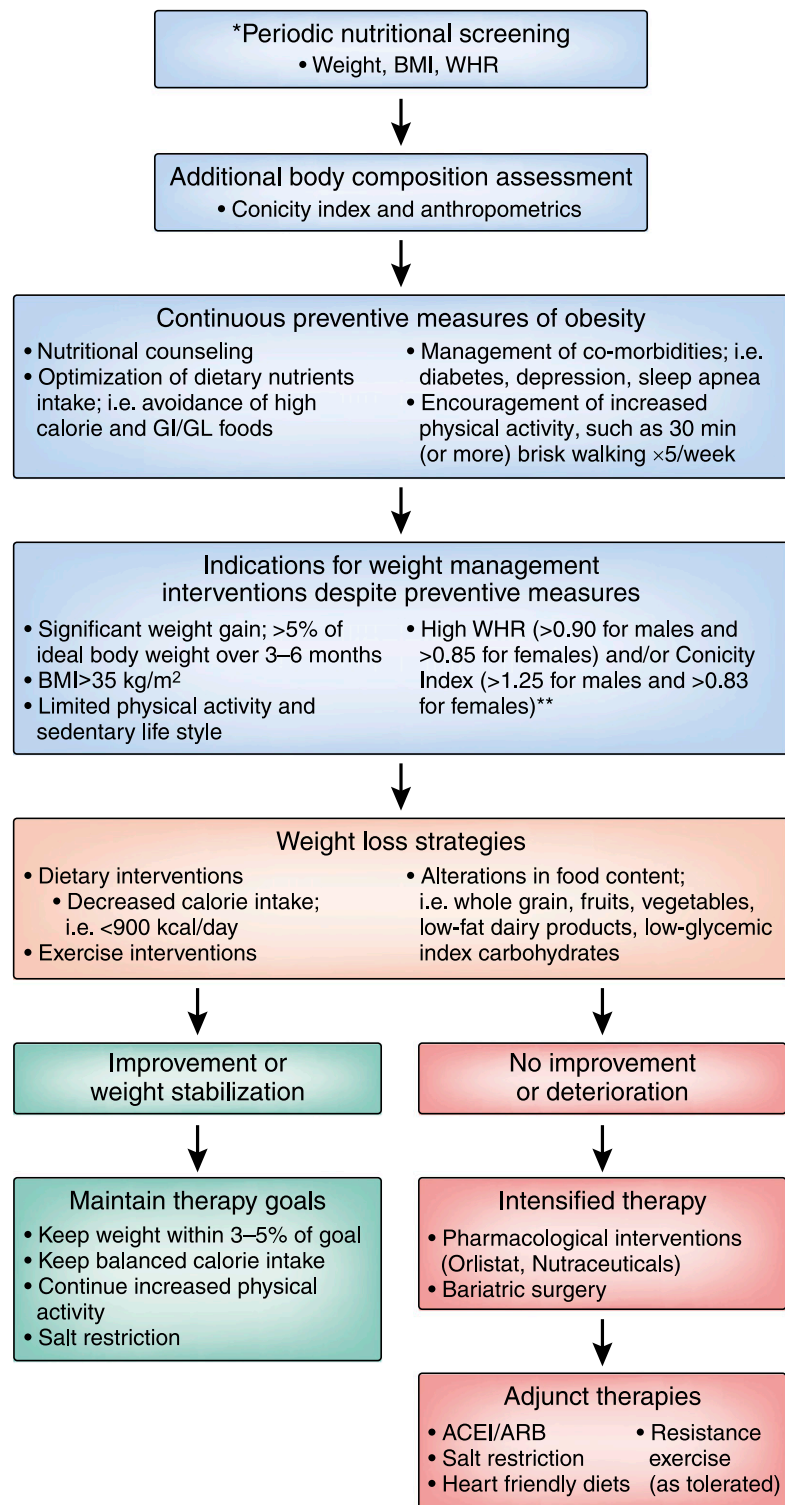 *Periodic nutritional screening
• Weight, BMI, WHR
Additional body composition assessment
• Conicity index and anthropometrics
Continuous preventive measures of obesity
• Nutritional counseling
• Optimization of dietary nutrients
intake; i.e. avoidance of high
calorie and GI/GL foods
• Management of co-morbidities; i.e.
diabetes, depression, sleep apnea
• Encouragement of increased
physical activity, such as 30 min
(or more) brisk walking ×5/week
Indications for weight management
interventions despite preventive measures
• Significant weight gain; >5% of
ideal body weight over 3–6 months
• BMI>35 kg/m²
• Limited physical activity and
sedentary life style
• High WHR (>0.90 for males and
>0.85 for females) and/or Conicity
Index (>1.25 for males and >0.83
for females)**
Weight loss strategies
• Dietary interventions
• Decreased calorie intake;
i.e. <900 kcal/day
• Exercise interventions
• Alterations in food content;
i.e. whole grain, fruits, vegetables,
low-fat dairy products, low-glycemic
index carbohydrates
Improvement or
weight stabilization
No improvement
or deterioration
Maintain therapy goals
• Keep weight within 3–5% of goal
• Keep balanced calorie intake
• Continue increased physical
activity
• Salt restriction
Intensified therapy
• Pharmacological interventions
(Orlistat, Nutraceuticals)
• Bariatric surgery
Adjunct therapies
• ACEI/ARB
• Salt restriction
• Heart friendly diets
• Resistance
exercise
(as tolerated)